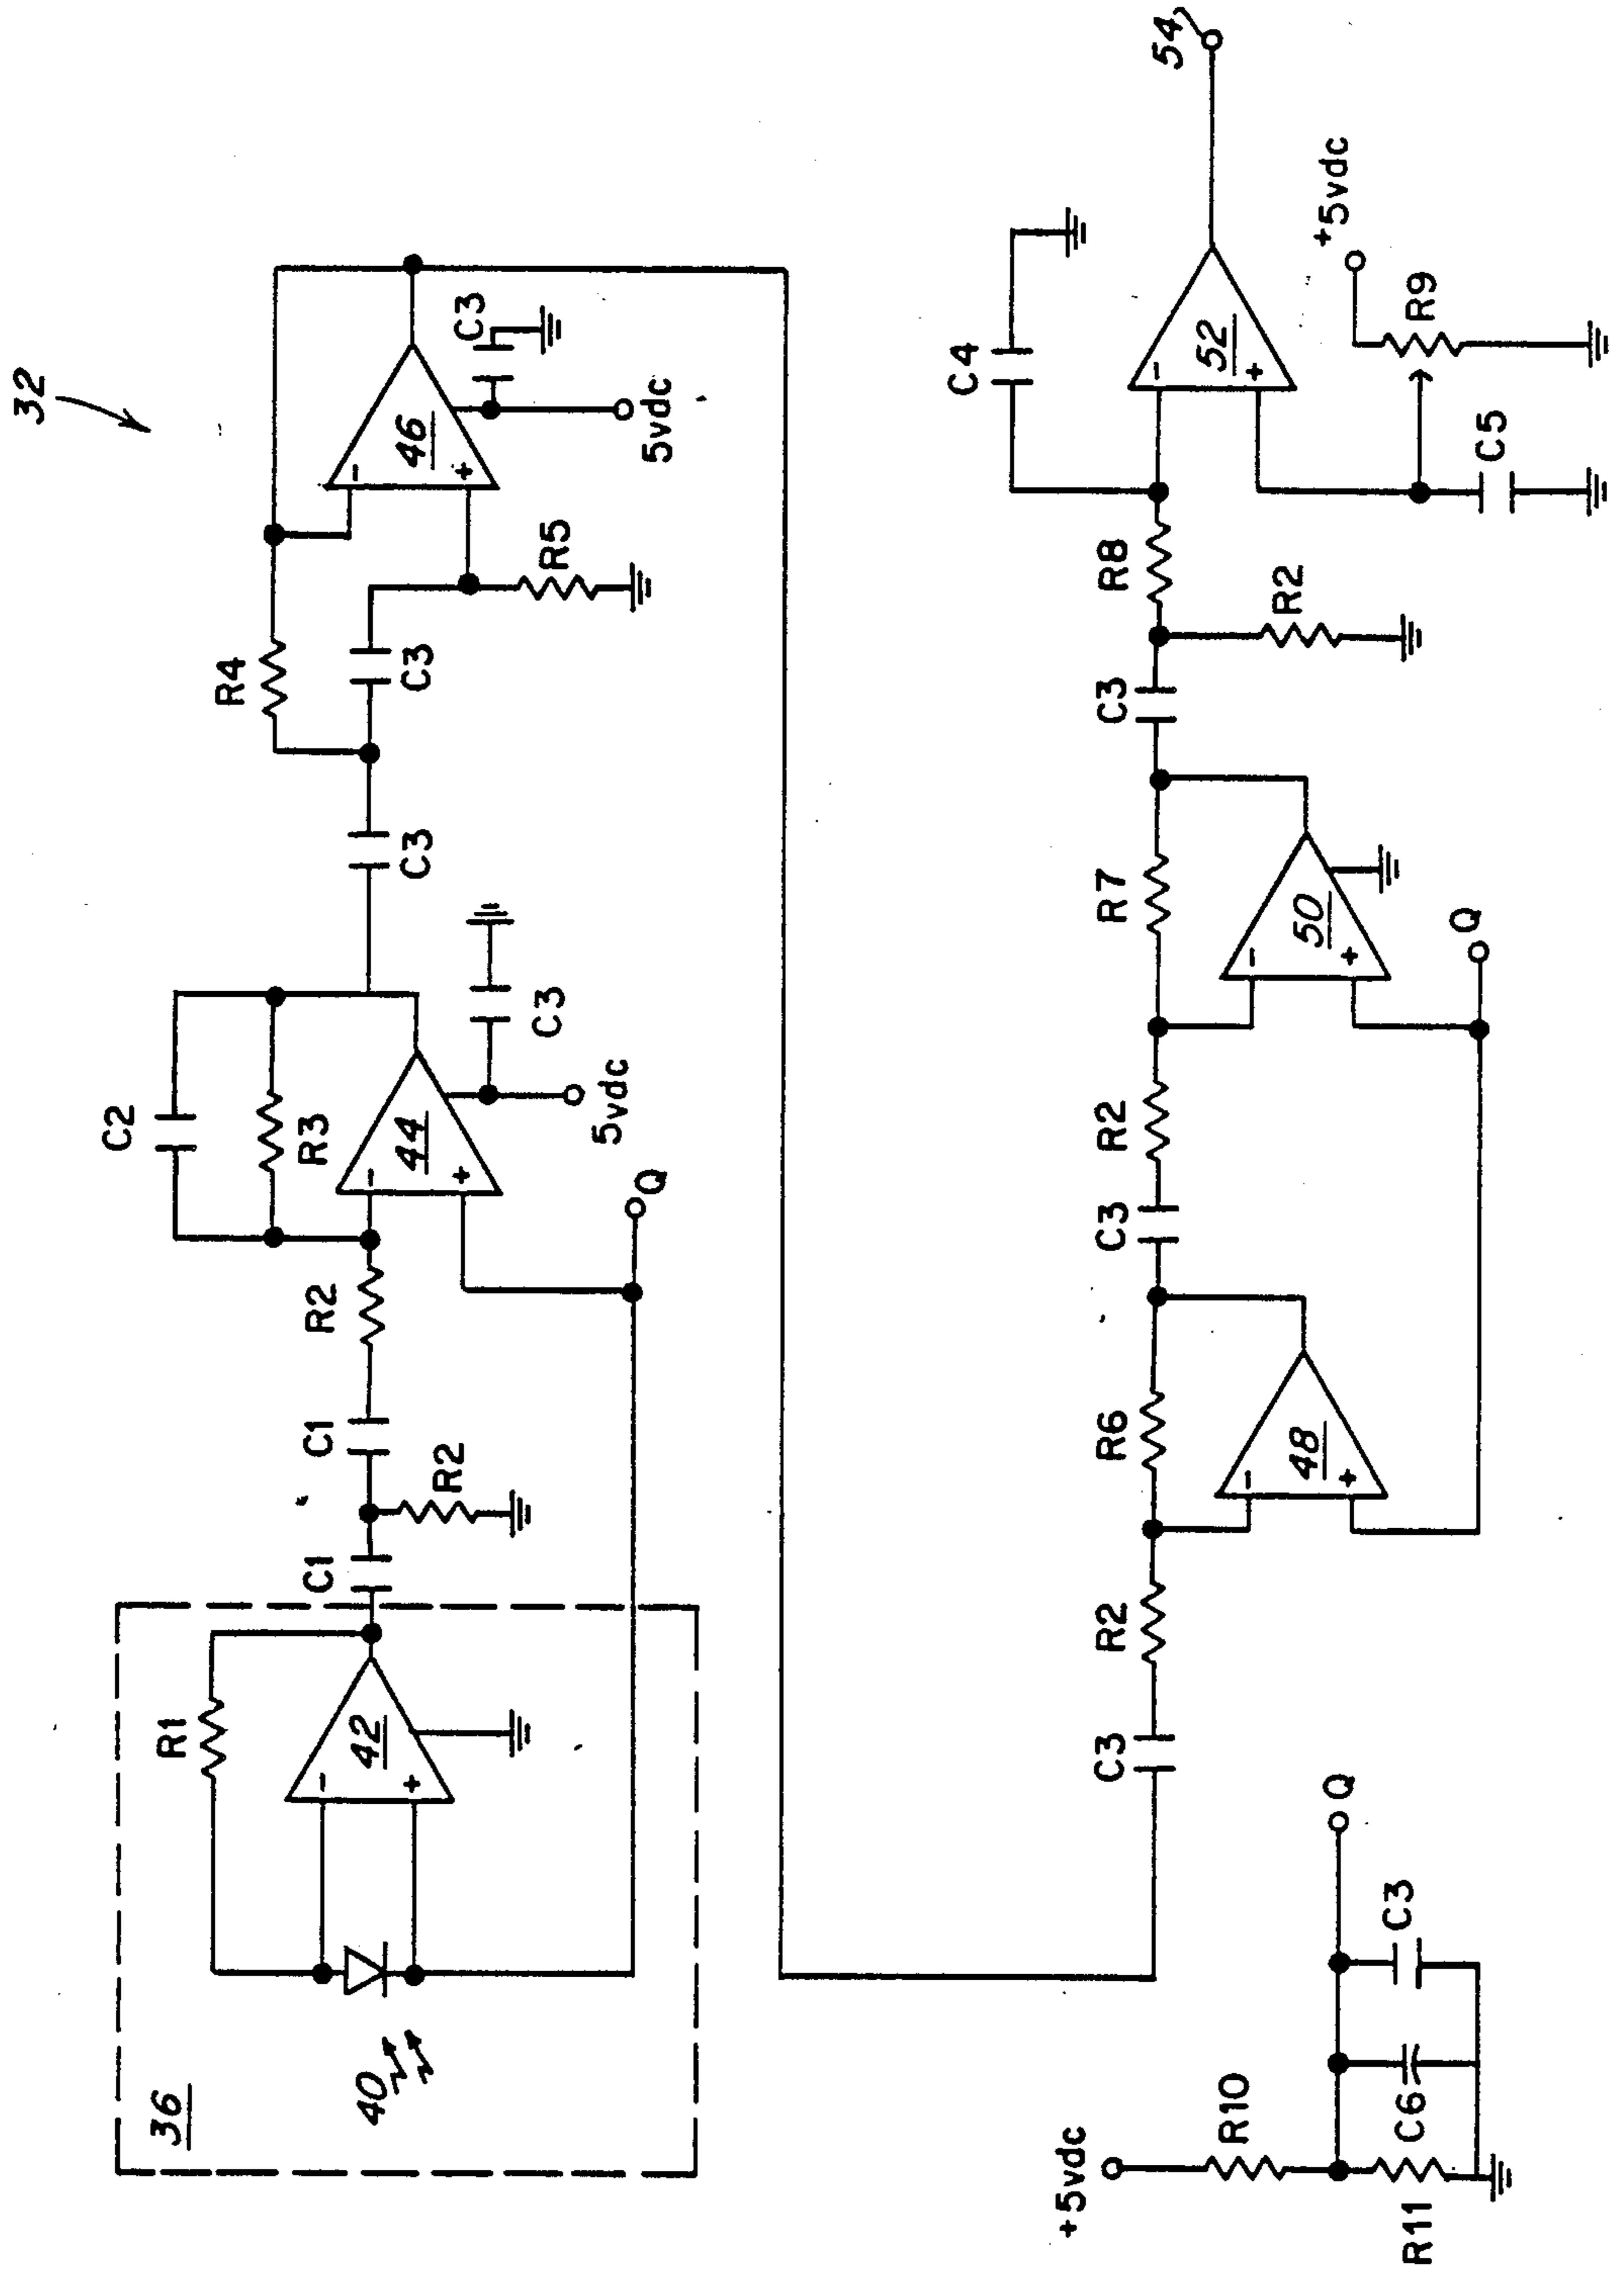 32
36
40
R1
42
C1
R2
C1
R2
C2
R3
44
Q
5vdc
C3
C3
R4
C3
R5
46
C3
5vdc
C3
R2
R6
48
C3
R2
R7
50
Q
C3
R2
R8
C4
52
54
+5vdc
R9
C5
+5vdc
R10
R11
C6
C3
Q
- +
- +
- +
- +
- +
- +